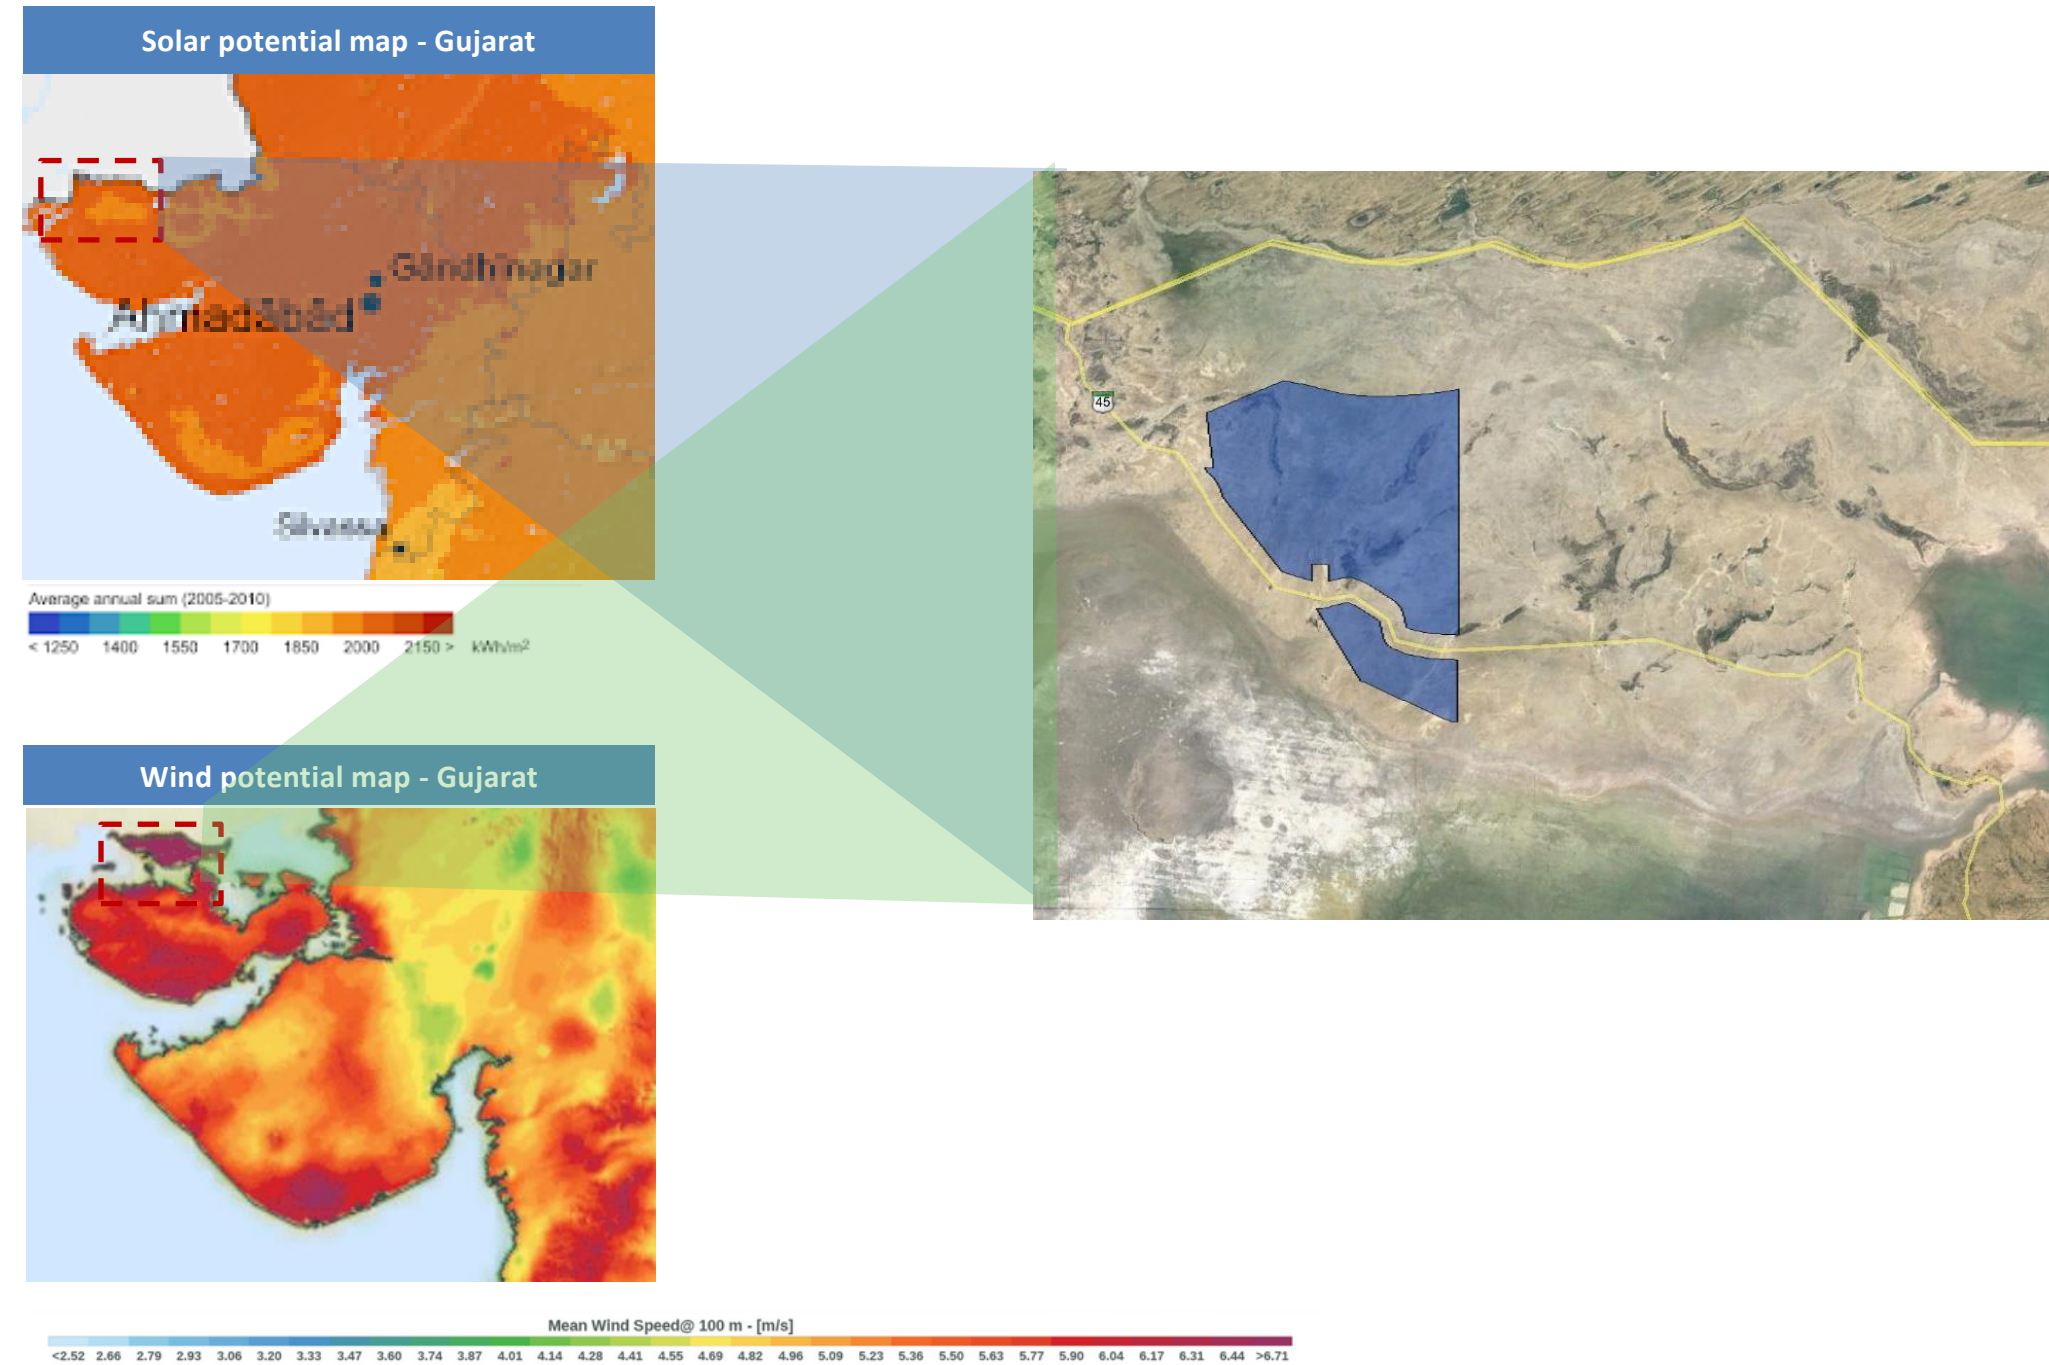 Solar potential map - Gujarat
Gāndhīnagar
Ahmadābād
Silvassa
Average annual sum (2005-2010)
< 1250 1400 1550 1700 1850 2000 2150 > kWh/m²
45
Wind potential map - Gujarat
Mean Wind Speed@ 100 m - [m/s]
<2.52 2.66 2.79 2.93 3.06 3.20 3.33 3.47 3.60 3.74 3.87 4.01 4.14 4.28 4.41 4.55 4.69 4.82 4.96 5.09 5.23 5.36 5.50 5.63 5.77 5.90 6.04 6.17 6.31 6.44 >6.71